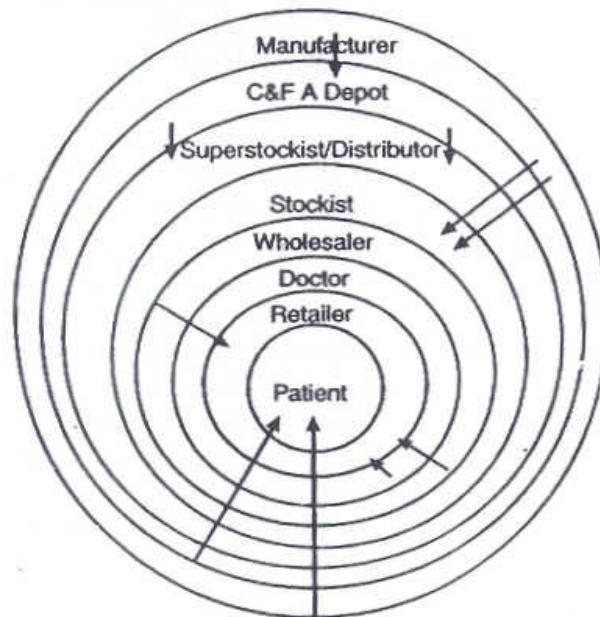 Manufacturer
C&F A Depot
Superstockist/Distributor
Stockist
Wholesaler
Doctor
Retailer
Patient